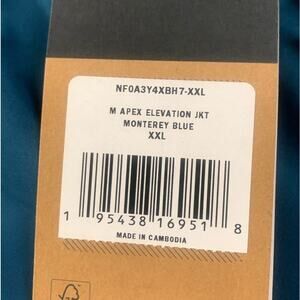 NF0A3Y4XBH7-XXL
M APEX ELEVATION JKT
MONTEREY BLUE
XXL
1 95438 16951 8
MADE IN CAMBODIA